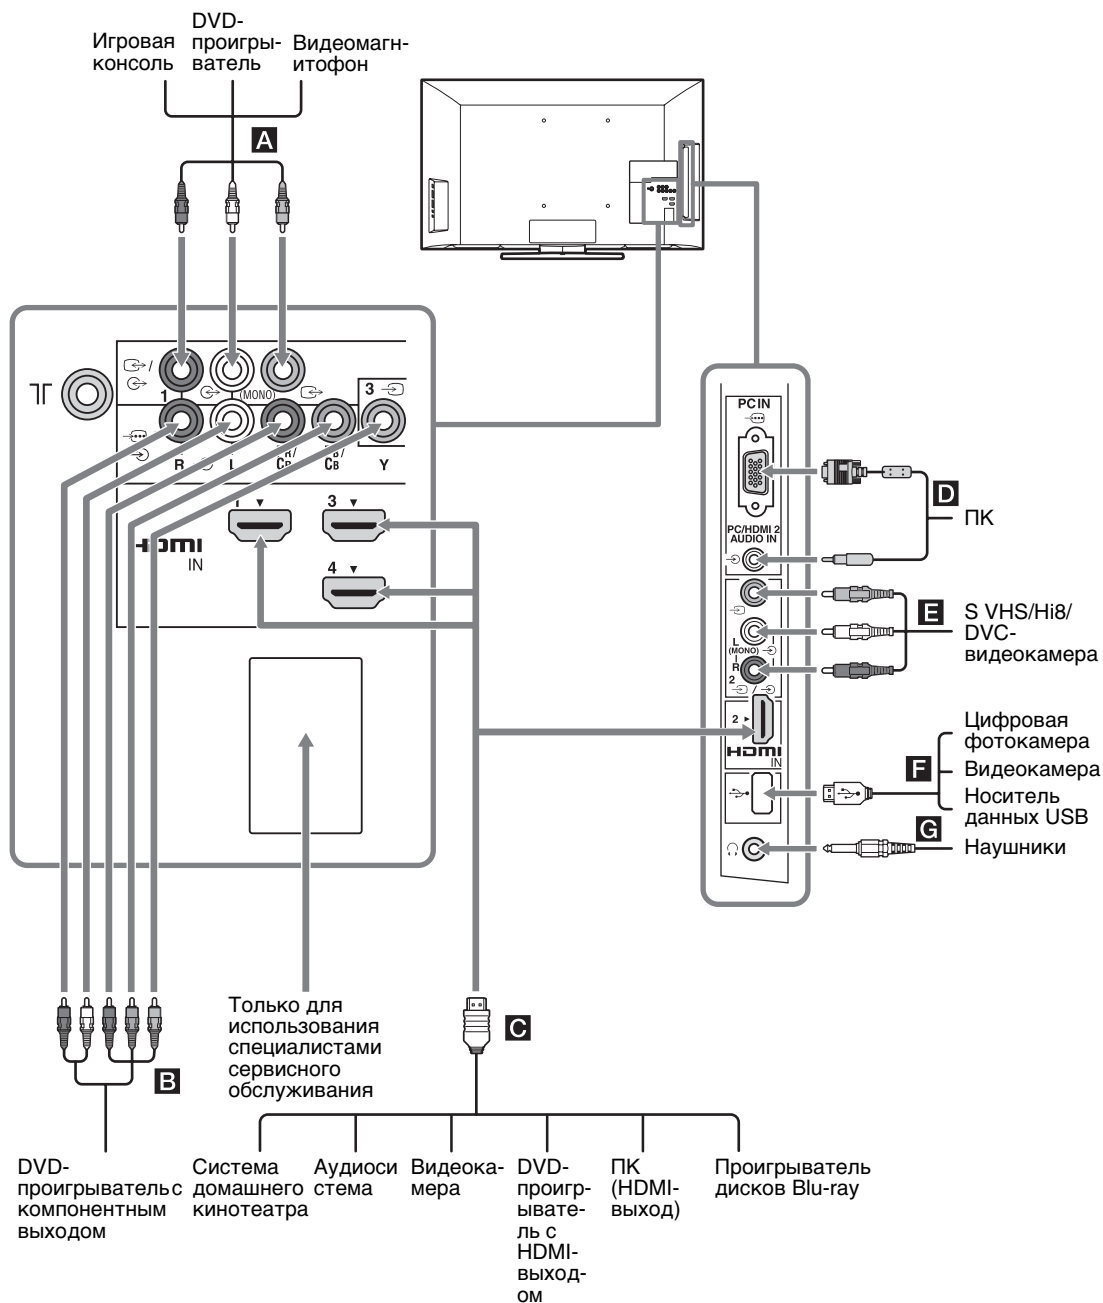 Игровая
консоль
DVD-
проигры-
ватель
Видеомагн-
итофон
A
1
(MONO)
3
R
L
PR/
CR
PB/
CB
Y
1
3
4
HDMI
IN
PC IN
PC/HDMI 2
AUDIO IN
L
(MONO)
R
2
2
HDMI
IN
D
ПК
E
S VHS/Hi8/
DVC-
видеокамера
F
Цифровая
фотокамера
Видеокамера
Носитель
данных USB
G
Наушники
Только для
использования
специалистами
сервисного
обслуживания
C
B
DVD-
проигрыватель с
компонентным
выходом
Система
домашнего
кинотеатра
Аудиоси
стема
Видеока-
мера
DVD-
проигр-
ывате-
ль с
HDMI-
выход-
ом
ПК
(HDMI-
выход)
Проигрыватель
дисков Blu-ray